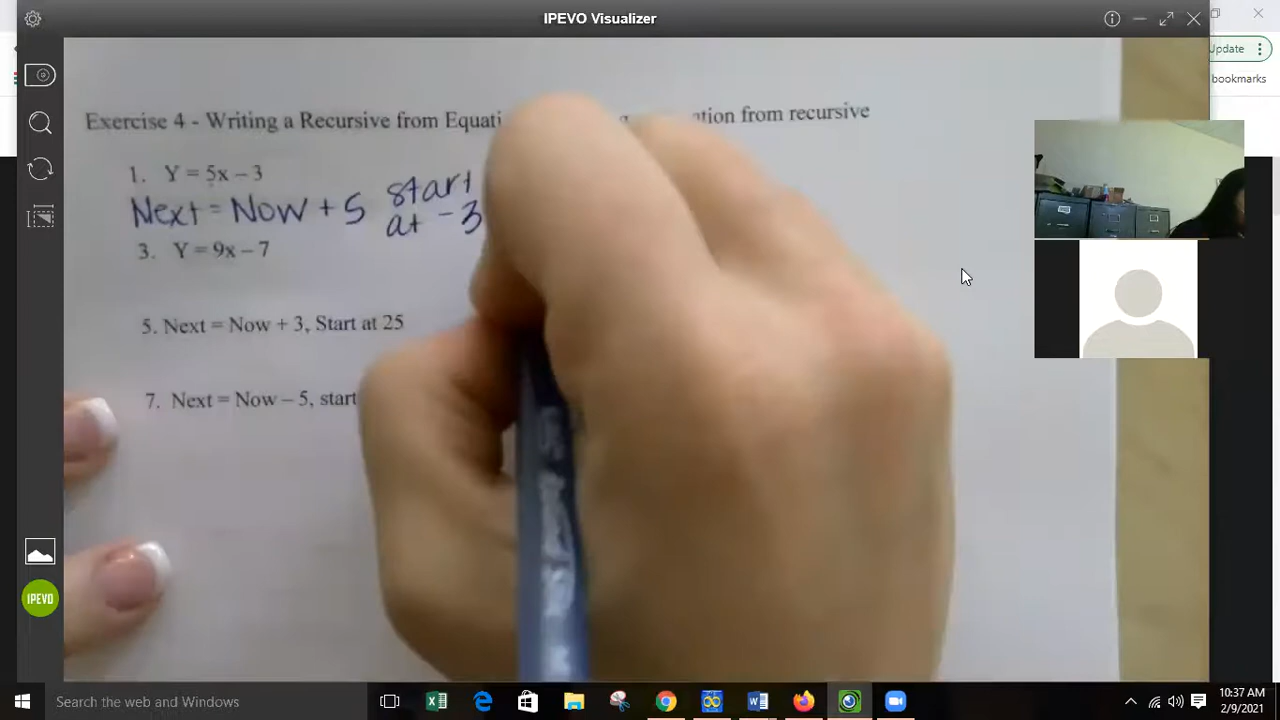 IPEVO Visualizer
Update
bookmarks
Exercise 4 - Writing a Recursive from equation from recursive
1. Y = 5x – 3
Next = Now + 5 start
at -3
3. Y = 9x – 7
5. Next = Now + 3, Start at 25
7. Next = Now – 5, start
IPEVO
Search the web and Windows
10:37 AM
2/9/2021